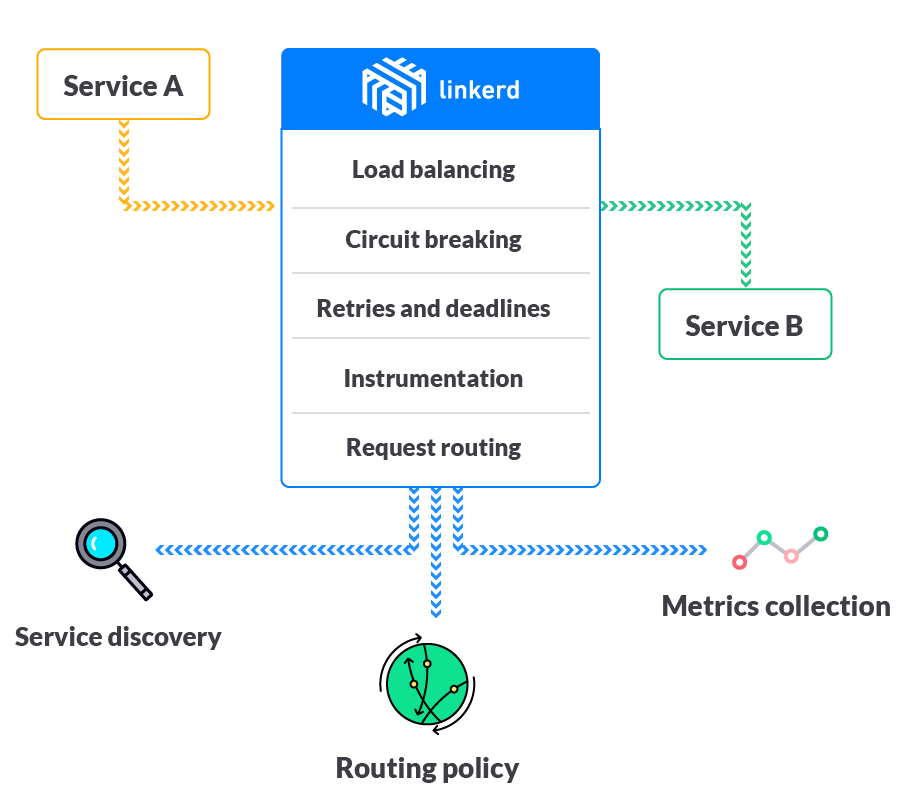 Service A
linkerd
Load balancing
Circuit breaking
Retries and deadlines
Instrumentation
Request routing
Service B
Service discovery
Metrics collection
Routing policy